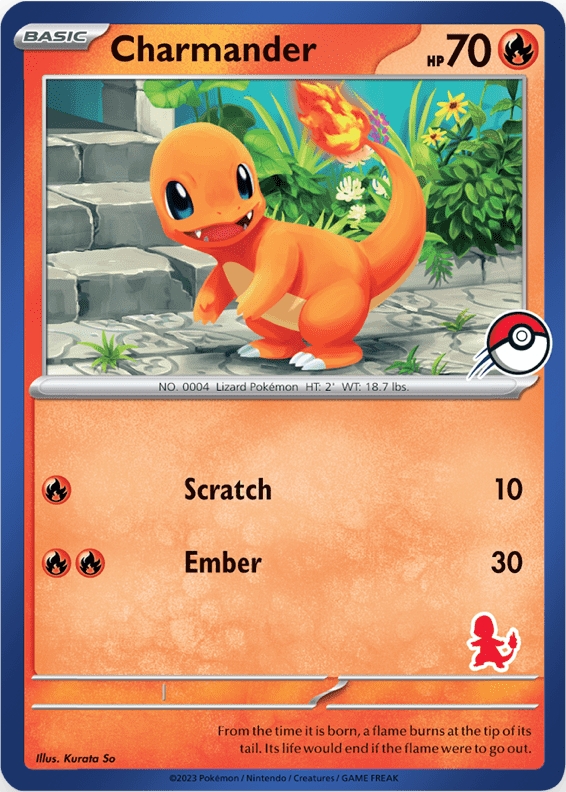 BASIC
Charmander
HP 70
NO. 0004 Lizard Pokémon HT: 2' WT: 18.7 lbs.
Scratch 10
Ember 30
From the time it is born, a flame burns at the tip of its
tail. Its life would end if the flame were to go out.
Illus. Kurata So
©2023 Pokémon / Nintendo / Creatures / GAME FREAK